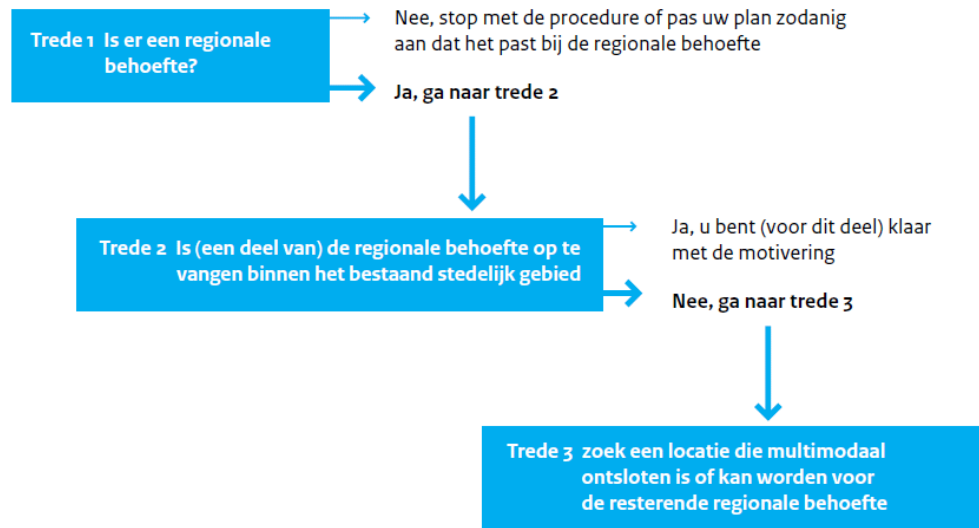 Trede 1 Is er een regionale
behoefte?
Nee, stop met de procedure of pas uw plan zodanig
aan dat het past bij de regionale behoefte
Ja, ga naar trede 2
Trede 2 Is (een deel van) de regionale behoefte op te
vangen binnen het bestaand stedelijk gebied
Ja, u bent (voor dit deel) klaar
met de motivering
Nee, ga naar trede 3
Trede 3 zoek een locatie die multimodaal
ontsloten is of kan worden voor
de resterende regionale behoefte